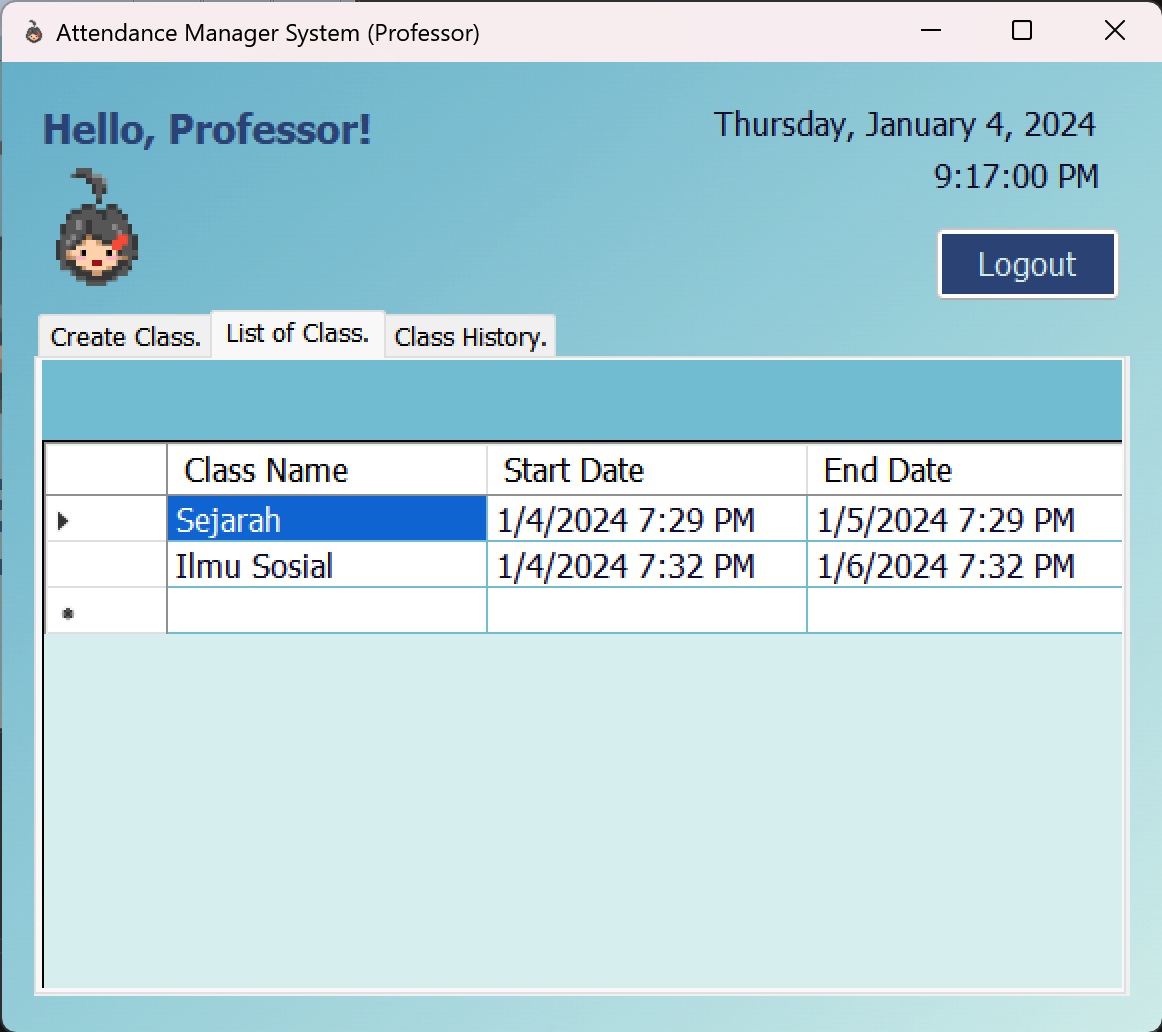 Attendance Manager System (Professor)
Hello, Professor!
Thursday, January 4, 2024
9:17:00 PM
Logout
Create Class. List of Class. Class History.
Class Name Start Date End Date
Sejarah 1/4/2024 7:29 PM 1/5/2024 7:29 PM
Ilmu Sosial 1/4/2024 7:32 PM 1/6/2024 7:32 PM